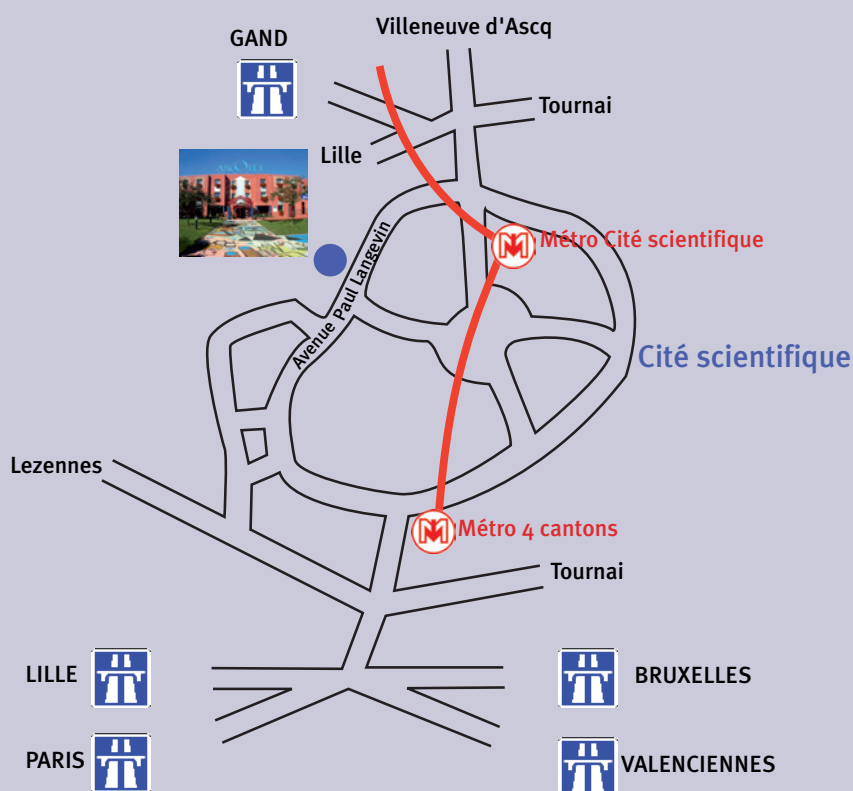 Villeneuve d'Ascq
GAND
Tournai
Lille
Avenue Paul Langevin
Métro Cité scientifique
Cité scientifique
Lezennes
Métro 4 cantons
Tournai
LILLE
BRUXELLES
PARIS
VALENCIENNES